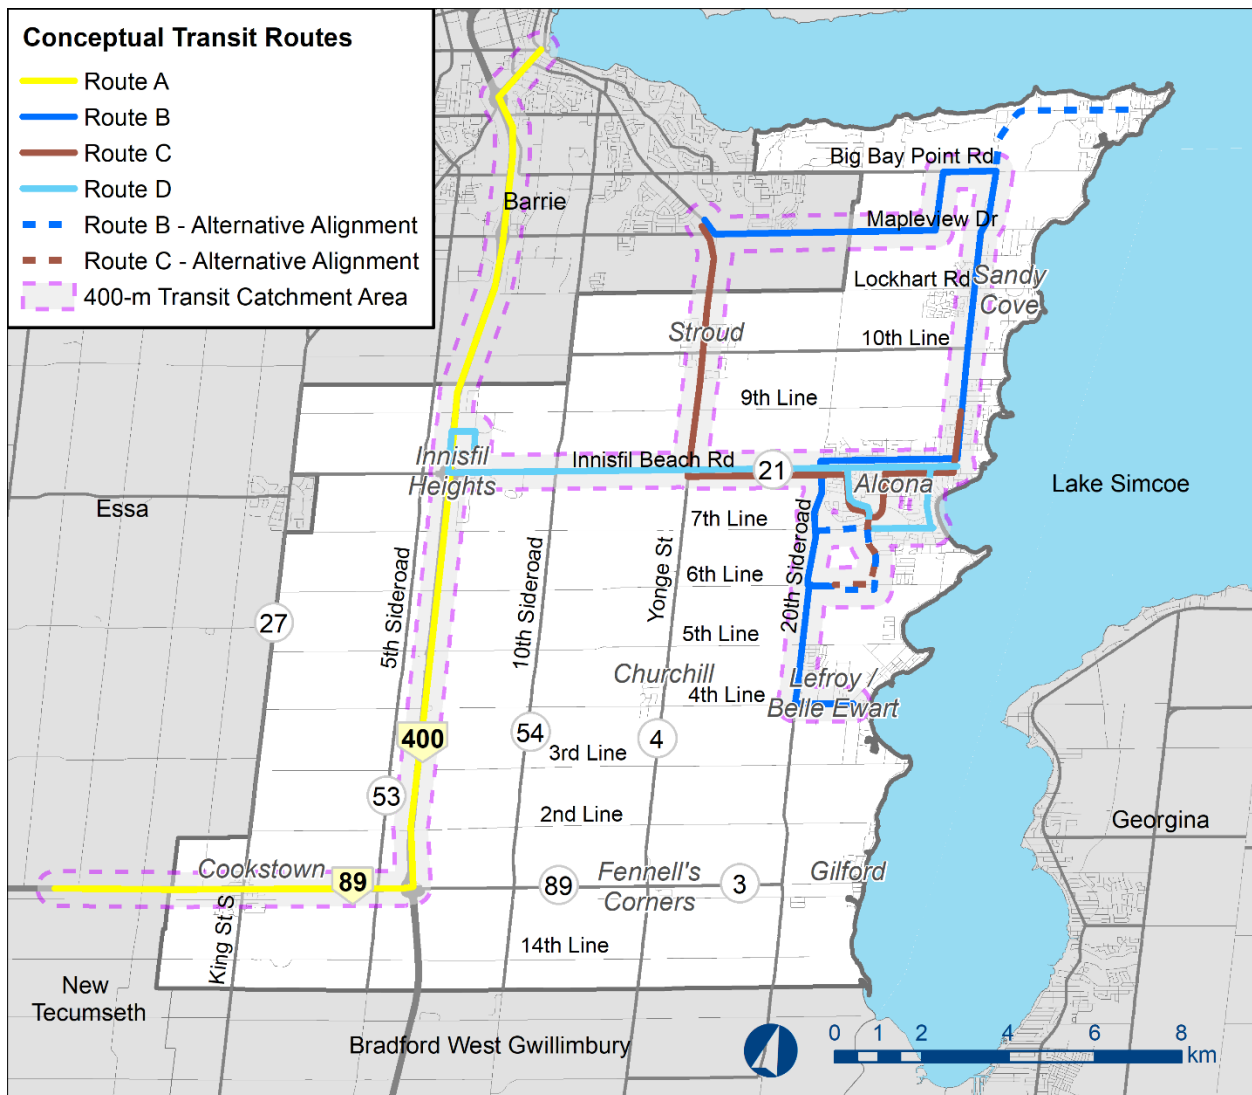 Conceptual Transit Routes
Route A
Route B
Route C
Route D
Route B - Alternative Alignment
Route C - Alternative Alignment
400-m Transit Catchment Area
Big Bay Point Rd
Barrie
Mapleview Dr
Lockhart Rd
Sandy
Cove
Stroud
10th Line
9th Line
Innisfil
Heights
Innisfil Beach Rd
21
Alcona
Lake Simcoe
Essa
7th Line
5th Sideroad
10th Sideroad
Yonge St
20th Sideroad
6th Line
27
5th Line
Churchill
4th Line
Lefroy /
Belle Ewart
400
54
4
3rd Line
53
2nd Line
Georgina
Cookstown
89
89
Fennell's
Corners
3
Gilford
King St S
14th Line
New
Tecumseth
Bradford West Gwillimbury
0 1 2 4 6 8
km